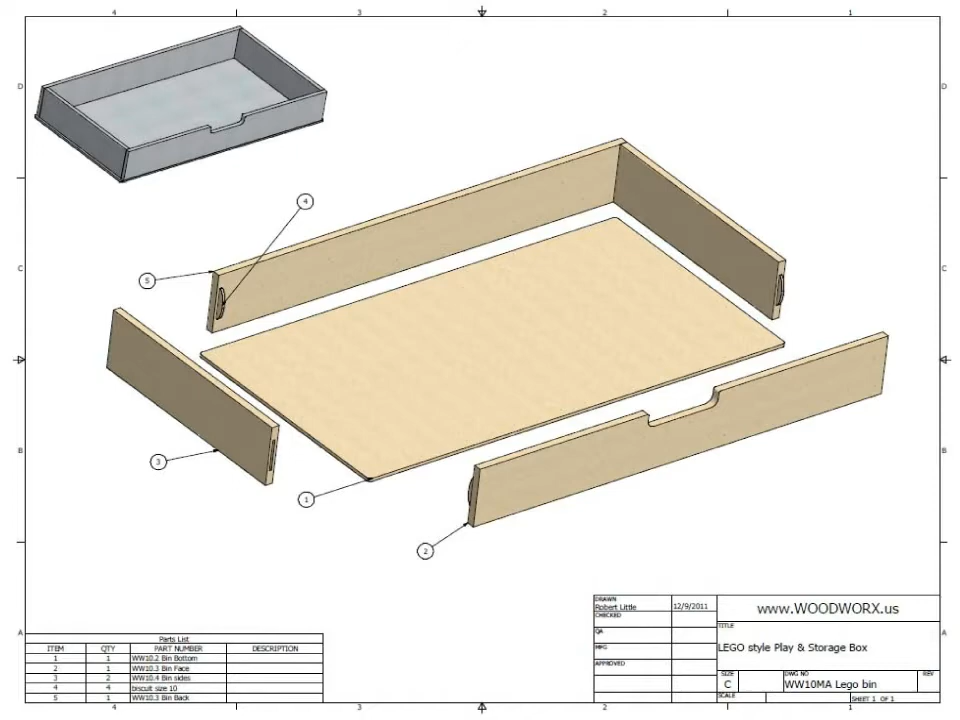 4 3 2 1
D D
4
C C
5
B B
3
1
2
DRAWN
Robert Little 12/9/2011
CHECKED
www.WOODWORX.us
QA
TITLE
MFG
LEGO style Play & Storage Box
APPROVED
SIZE DWG NO REV
C WW10MA Lego bin
SCALE SHEET 1 OF 1
A A
Parts List
ITEM QTY PART NUMBER DESCRIPTION
1 1 WW10.2 Bin Bottom
2 1 WW10.3 Bin Face
3 2 WW10.4 Bin sides
4 4 biscuit size 10
5 1 WW10.3 Bin Back
4 3 2 1